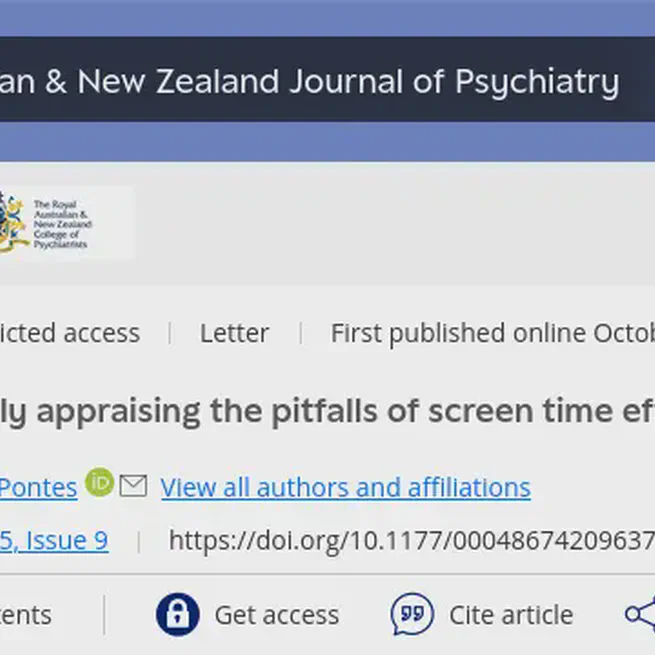 an & New Zealand Journal of Psychiatry
The Royal
Australian &
New Zealand
College of
Psychiatrists
icted access | Letter | First published online Octob
ly appraising the pitfalls of screen time ef
Pontes iD View all authors and affiliations
5, Issue 9 | https://doi.org/10.1177/00048674209637
ents | Get access Cite article